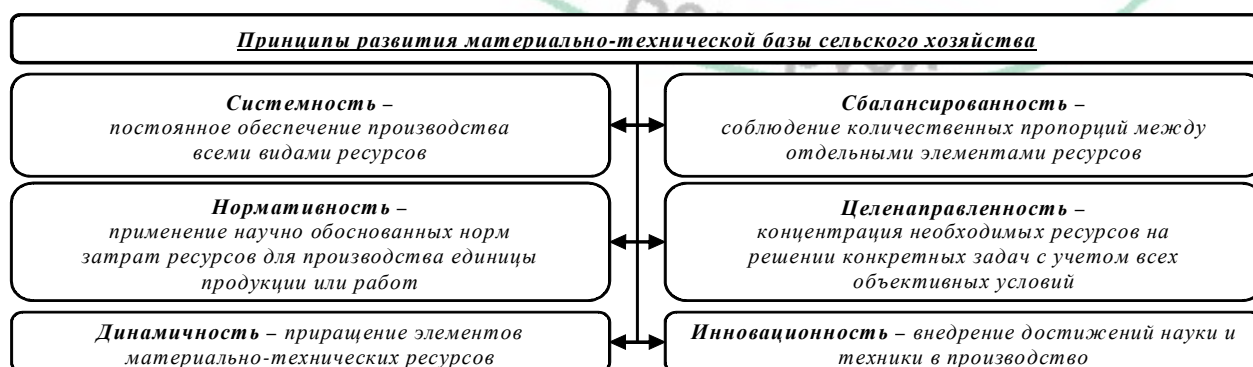 Принципы развития материально-технической базы сельского хозяйства
Системность –
постоянное обеспечение производства
всеми видами ресурсов
Сбалансированность –
соблюдение количественных пропорций между
отдельными элементами ресурсов
Нормативность –
применение научно обоснованных норм
затрат ресурсов для производства единицы
продукции или работ
Целенаправленность –
концентрация необходимых ресурсов на
решении конкретных задач с учетом всех
объективных условий
Динамичность – приращение элементов
материально-технических ресурсов
Инновационность – внедрение достижений науки и
техники в производство